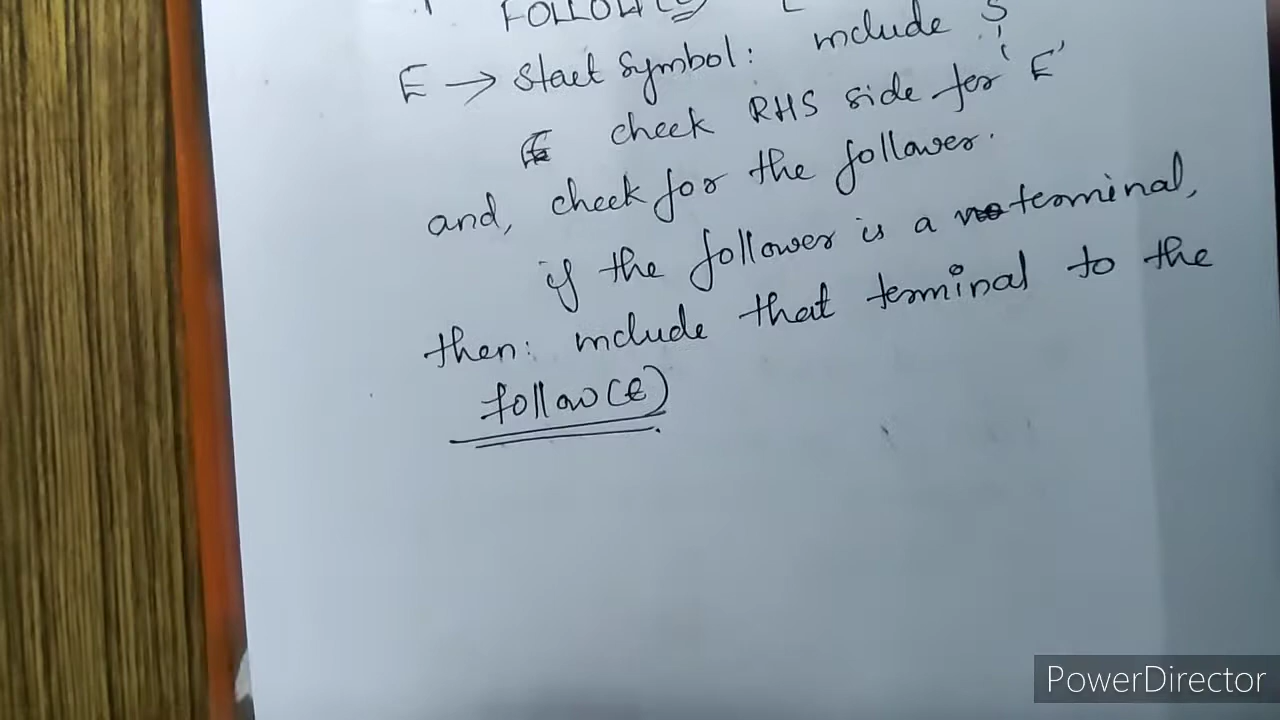 FOLLOW(E)
E → start symbol: include $
check RHS side for 'E'
and, check for the follower.
if the follower is a terminal,
then: include that terminal to the
follow(E)
PowerDirector